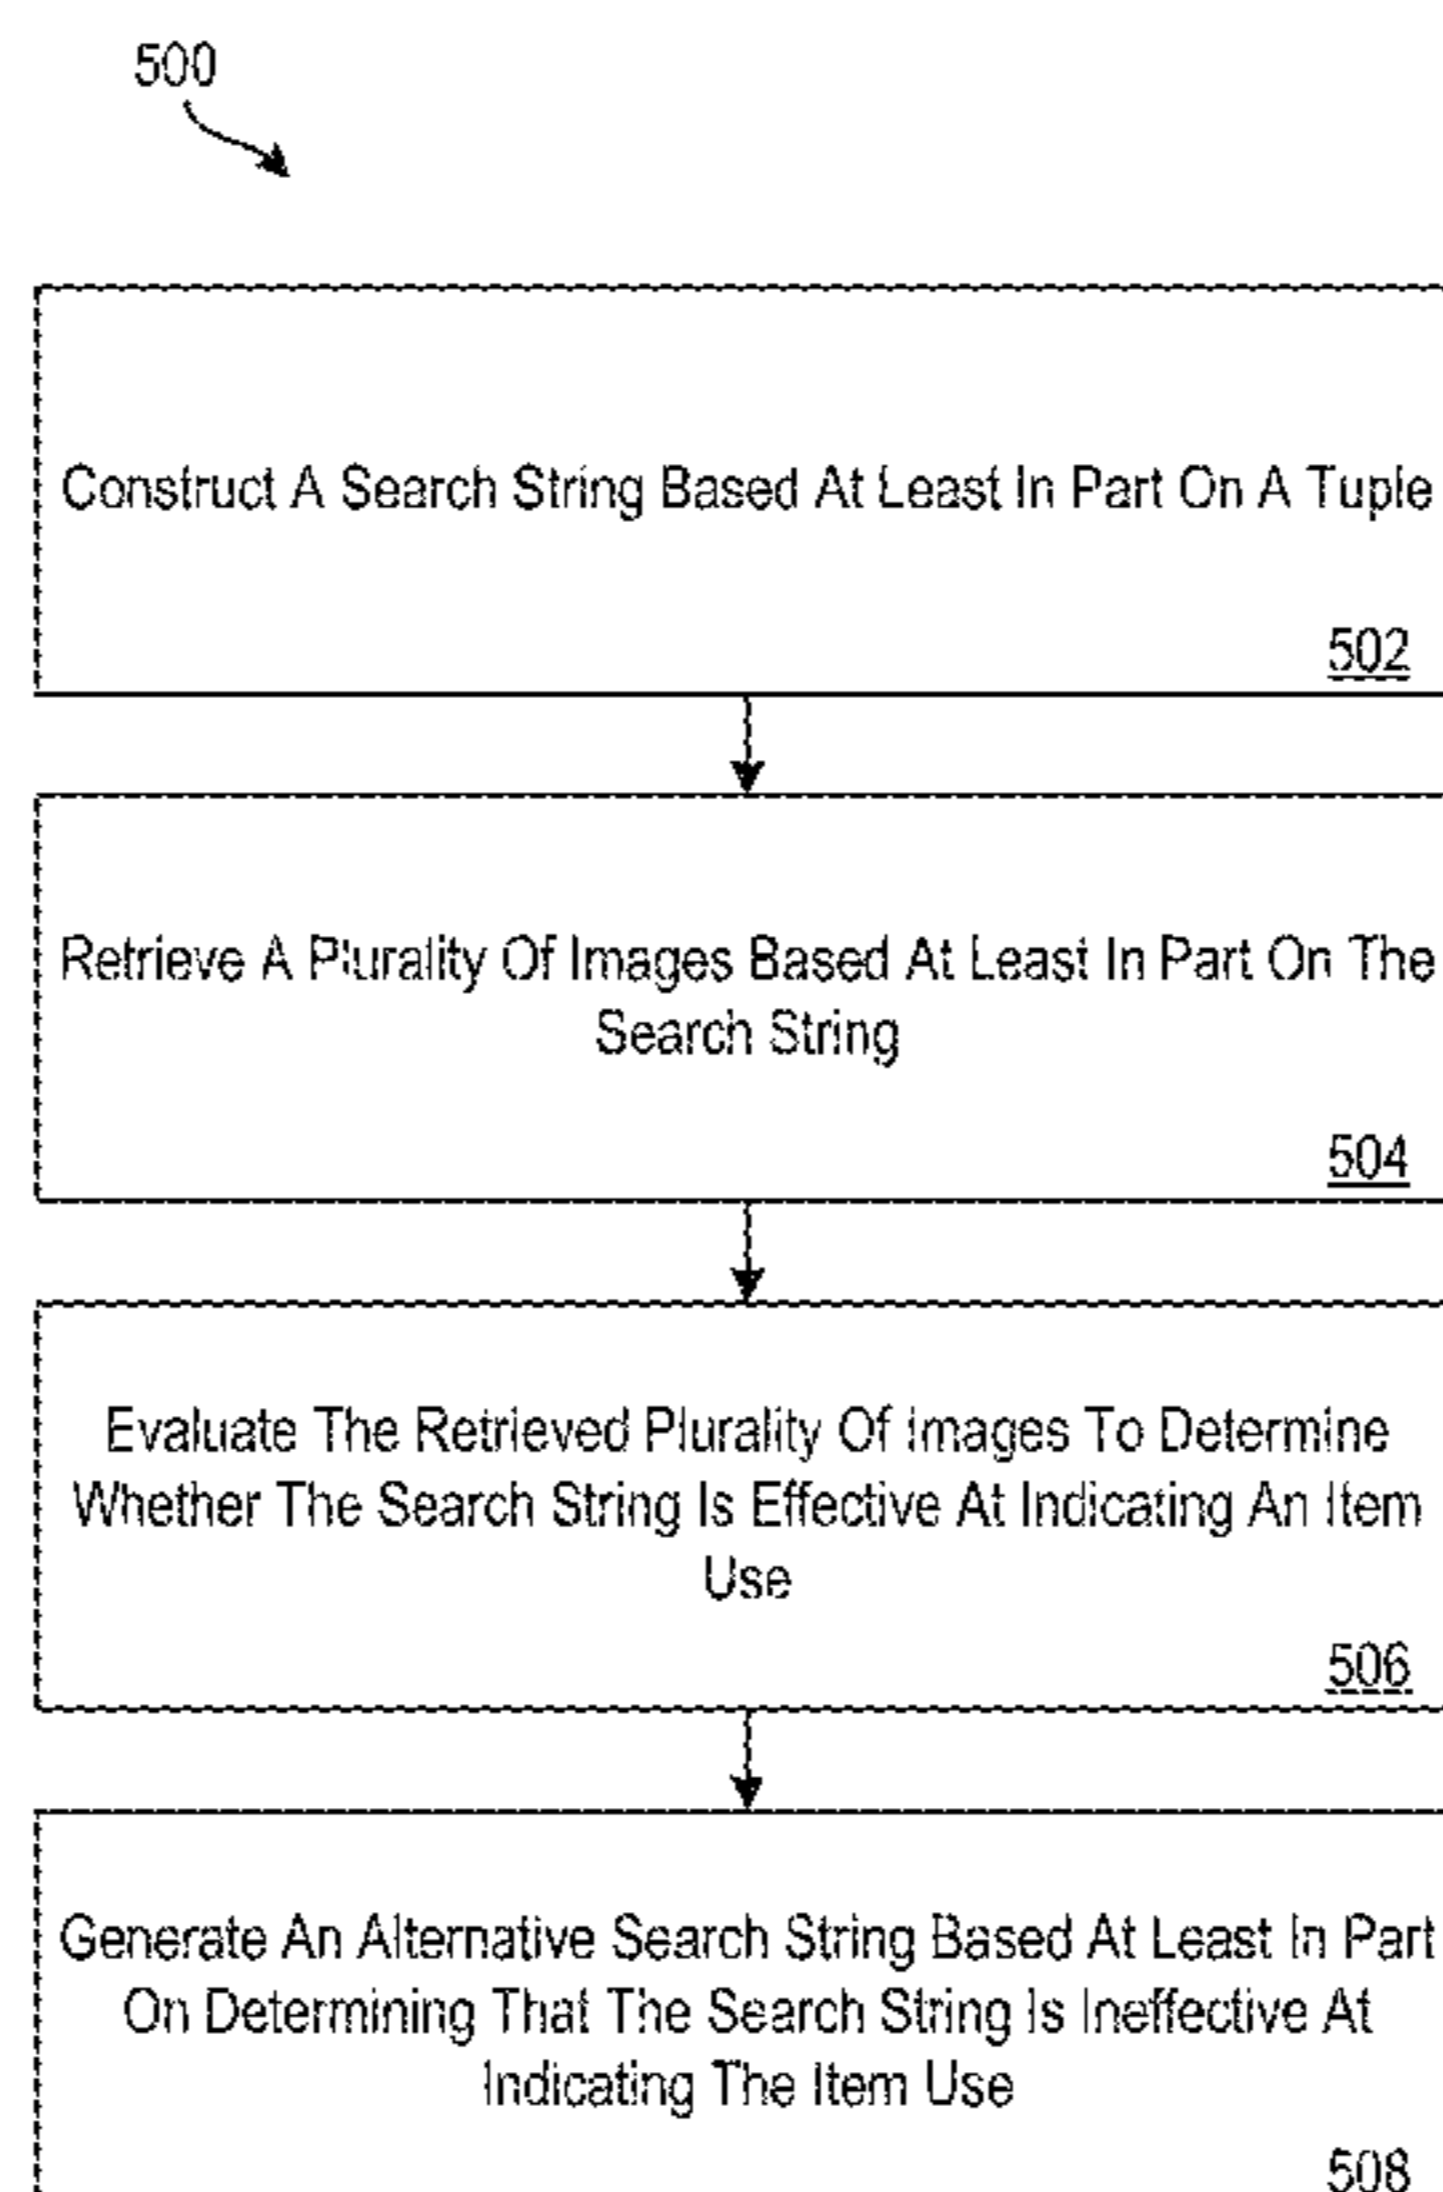 500
Construct A Search String Based At Least In Part On A Tuple
502
Retrieve A Plurality Of Images Based At Least In Part On The
Search String
504
Evaluate The Retrieved Plurality Of Images To Determine
Whether The Search String Is Effective At Indicating An Item
Use
506
Generate An Alternative Search String Based At Least In Part
On Determining That The Search String Is Ineffective At
Indicating The Item Use
508